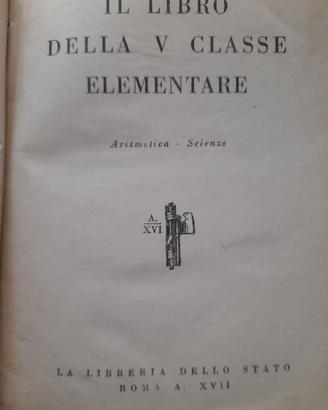 IL LIBRO
DELLA V CLASSE
ELEMENTARE
Aritmetica - Scienze
A.
XVI
LA LIBRERIA DELLO STATO
ROMA A. XVII